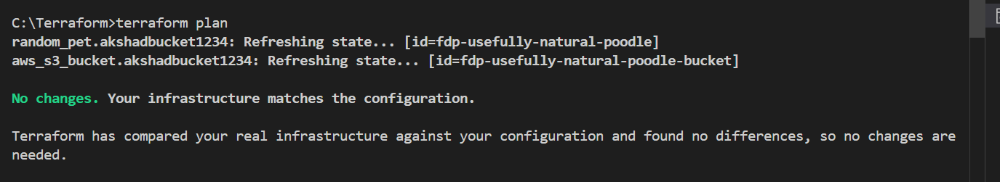 C:\Terraform>terraform plan
random_pet.akshadbucket1234: Refreshing state... [id=fdp-usefully-natural-poodle]
aws_s3_bucket.akshadbucket1234: Refreshing state... [id=fdp-usefully-natural-poodle-bucket]
No changes. Your infrastructure matches the configuration.
Terraform has compared your real infrastructure against your configuration and found no differences, so no changes are
needed.